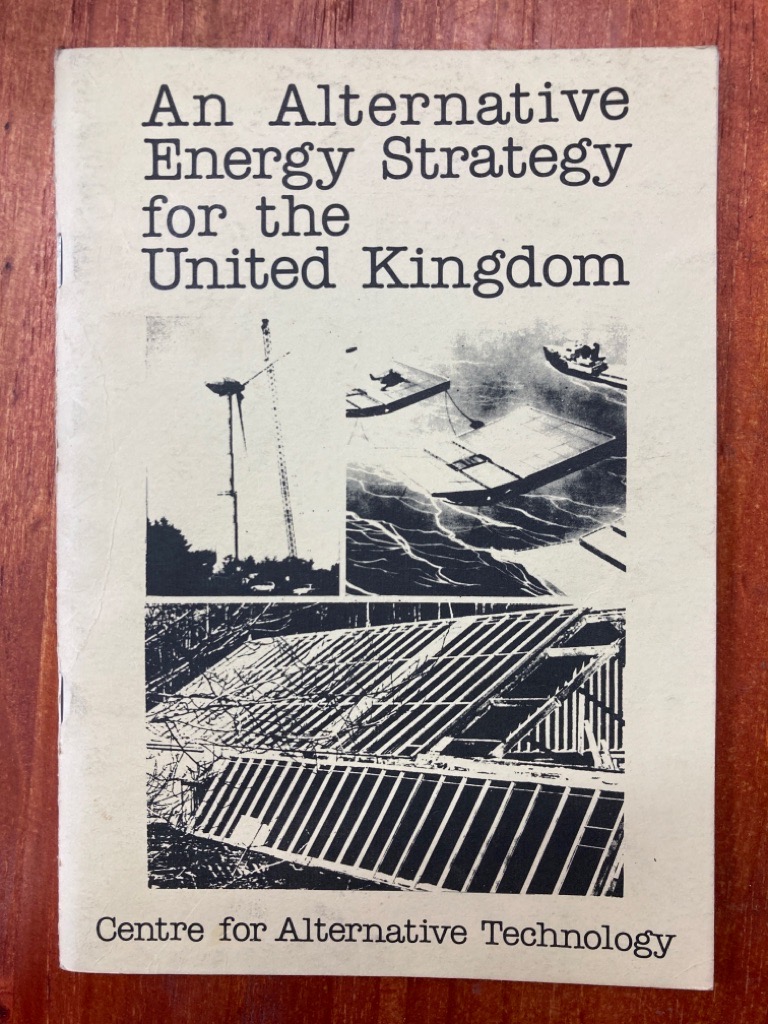 An Alternative
Energy Strategy
for the
United Kingdom
Centre for Alternative Technology